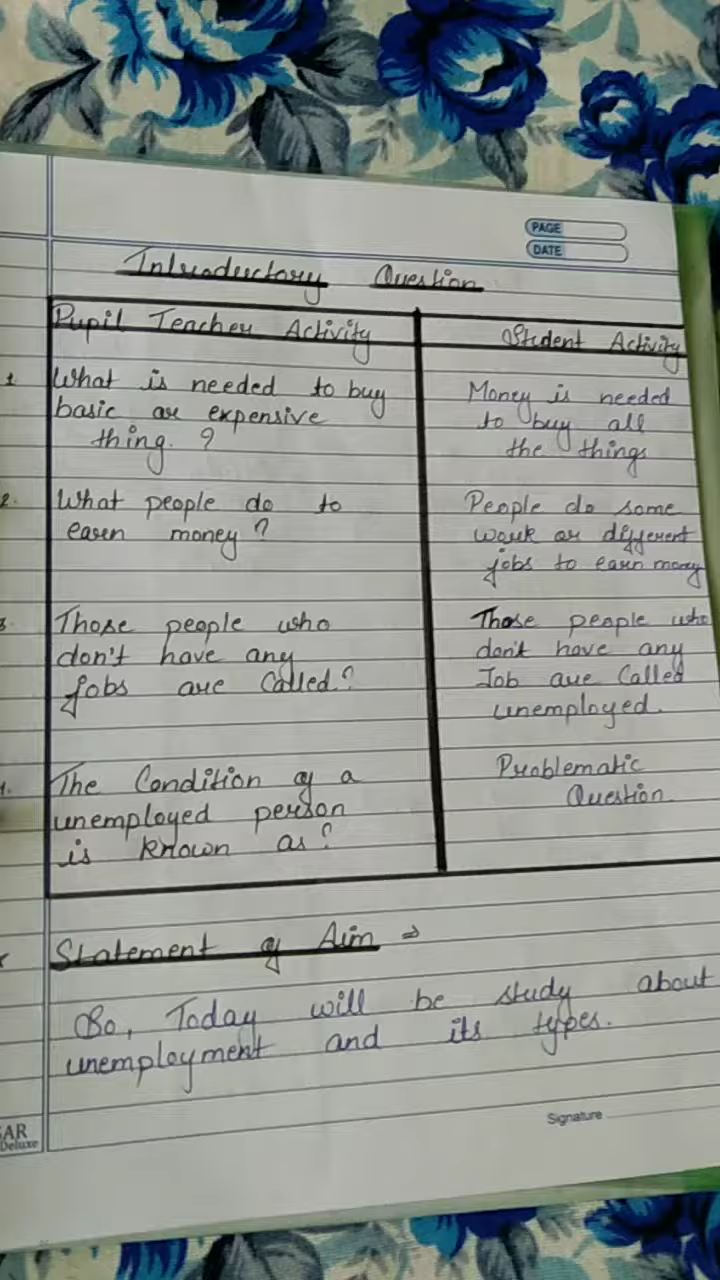 PAGE
DATE
Introductory Question
Pupil Teacher Activity
Student Activity
1 What is needed to buy
basic or expensive
thing. ?
Money is needed
to buy all
the things
2. What people do to
earn money?
People do some
work or different
jobs to earn money
3. Those people who
don't have any
jobs are Called?
Those people who
don't have any
Job are Called
unemployed.
The Condition of a
unemployed person
is known as?
Problematic
Question
Statement of Aim ⇒
So, Today will be study about
unemployment and its types.
Signature
Deluxe